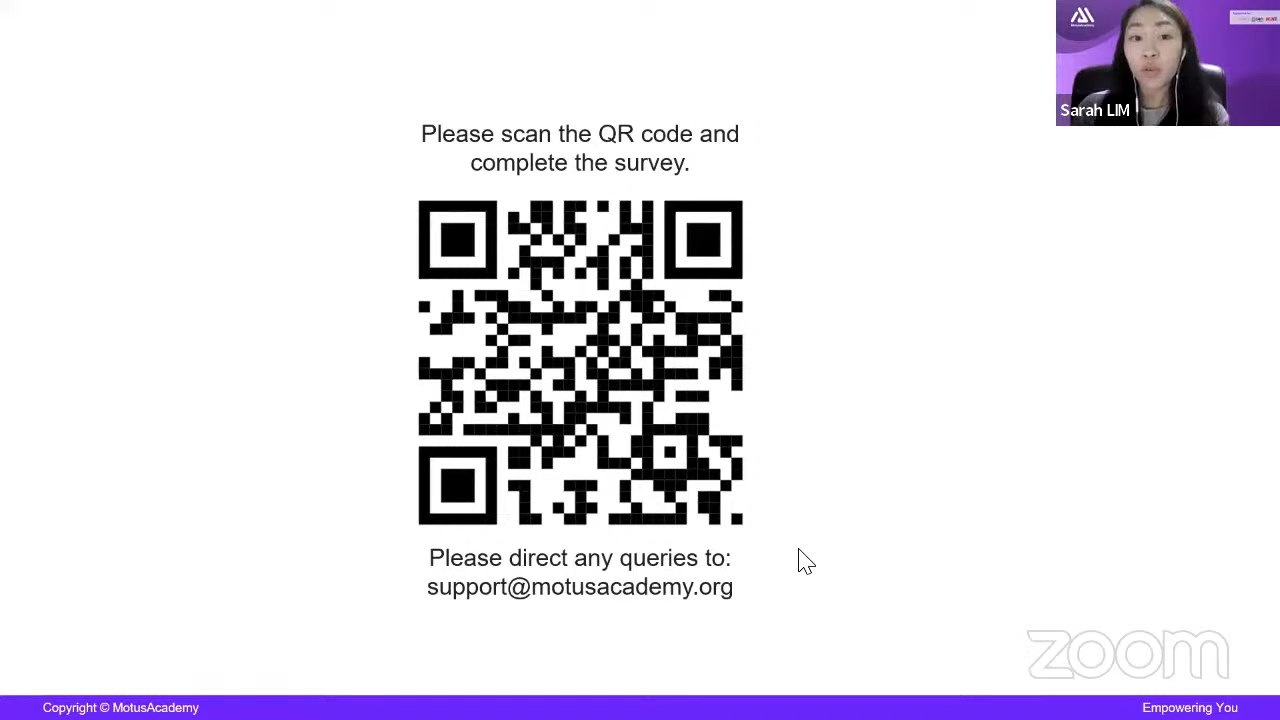 Sarah LIM
Please scan the QR code and
complete the survey.
Please direct any queries to:
support@motusacademy.org
zoom
Copyright © MotusAcademy
Empowering You